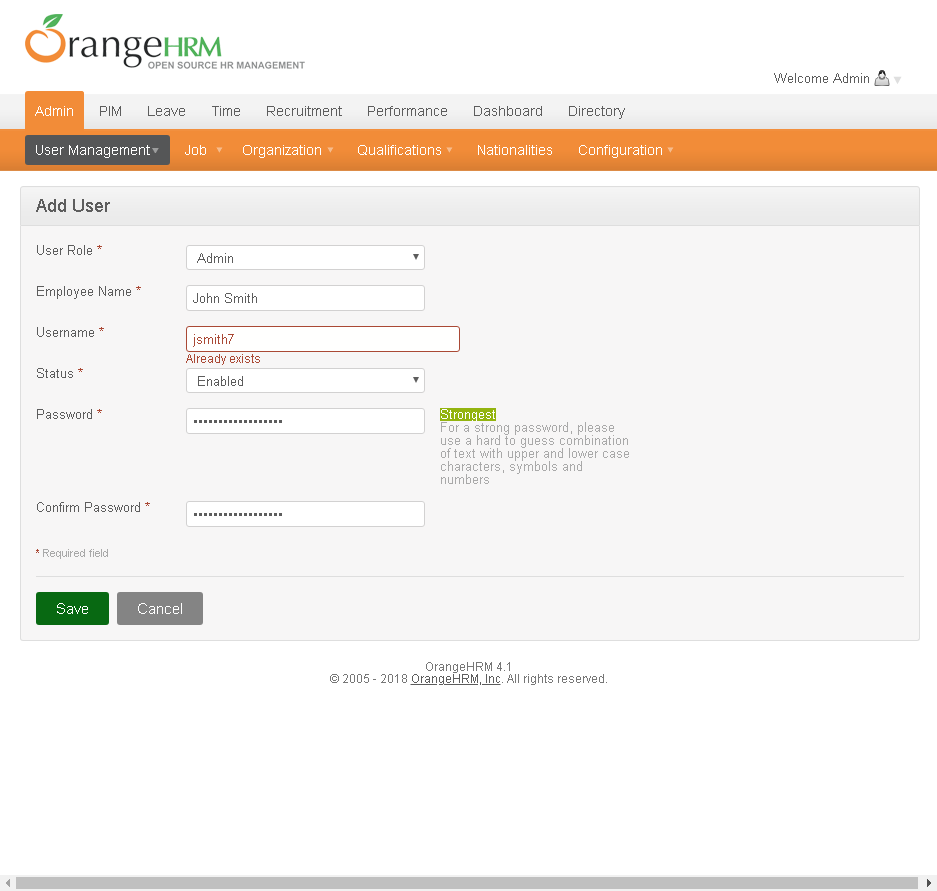 OrangeHRM
OPEN SOURCE HR MANAGEMENT
Welcome Admin
Admin PIM Leave Time Recruitment Performance Dashboard Directory
User Management Job Organization Qualifications Nationalities Configuration
Add User
User Role * Admin
Employee Name * John Smith
Username * jsmith7
Already exists
Status * Enabled
Password * •••••••••••••••••• Strongest
For a strong password, please
use a hard to guess combination
of text with upper and lower case
characters, symbols and
numbers
Confirm Password * ••••••••••••••••••
* Required field
Save Cancel
OrangeHRM 4.1
© 2005 - 2018 OrangeHRM, Inc. All rights reserved.